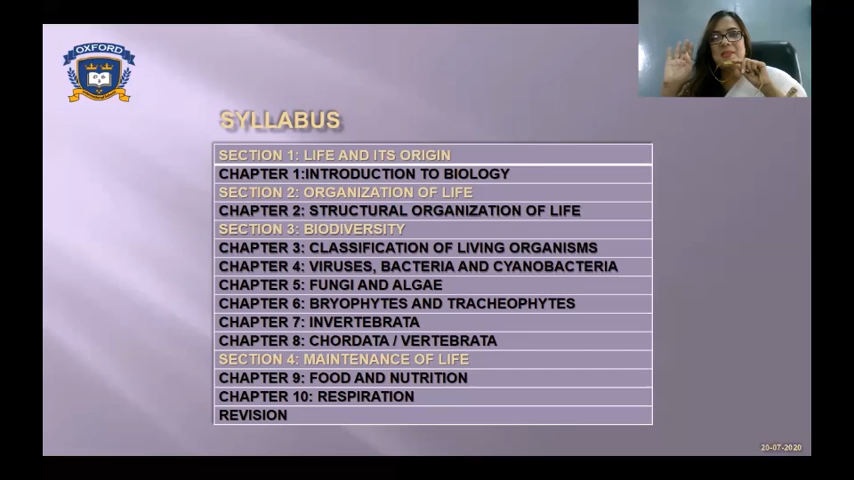 OXFORD
SYLLABUS
SECTION 1: LIFE AND ITS ORIGIN
CHAPTER 1:INTRODUCTION TO BIOLOGY
SECTION 2: ORGANIZATION OF LIFE
CHAPTER 2: STRUCTURAL ORGANIZATION OF LIFE
SECTION 3: BIODIVERSITY
CHAPTER 3: CLASSIFICATION OF LIVING ORGANISMS
CHAPTER 4: VIRUSES, BACTERIA AND CYANOBACTERIA
CHAPTER 5: FUNGI AND ALGAE
CHAPTER 6: BRYOPHYTES AND TRACHEOPHYTES
CHAPTER 7: INVERTEBRATA
CHAPTER 8: CHORDATA / VERTEBRATA
SECTION 4: MAINTENANCE OF LIFE
CHAPTER 9: FOOD AND NUTRITION
CHAPTER 10: RESPIRATION
REVISION
20-07-2020